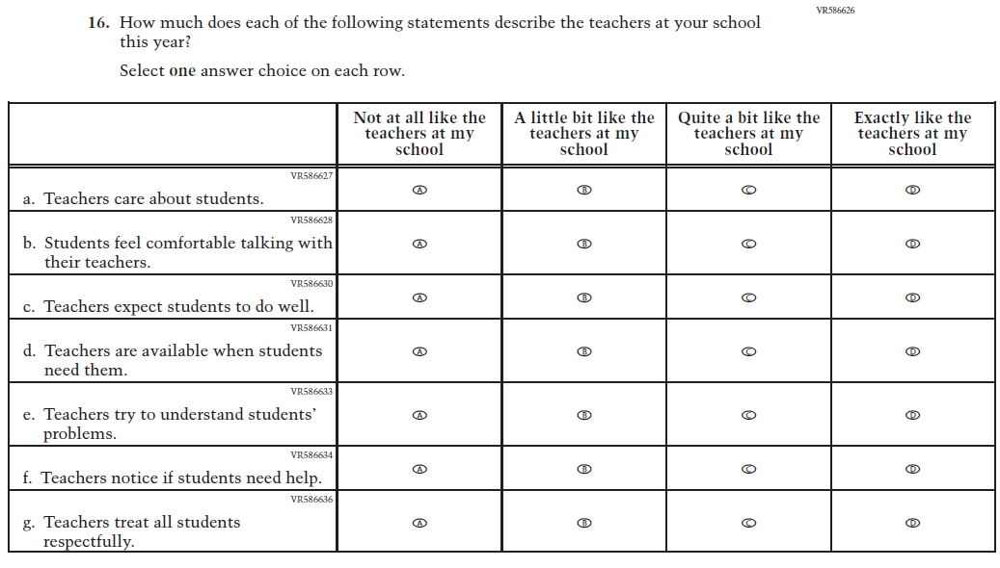 VR586626
16. How much does each of the following statements describe the teachers at your school
this year?
Select one answer choice on each row.
Not at all like the
teachers at my
school
A little bit like the
teachers at my
school
Quite a bit like the
teachers at my
school
Exactly like the
teachers at my
school
VR586627
a. Teachers care about students.
A B C D
VR586628
b. Students feel comfortable talking with
their teachers.
A B C D
VR586630
c. Teachers expect students to do well.
A B C D
VR586631
d. Teachers are available when students
need them.
A B C D
VR586633
e. Teachers try to understand students’
problems.
A B C D
VR586634
f. Teachers notice if students need help.
A B C D
VR586636
g. Teachers treat all students
respectfully.
A B C D